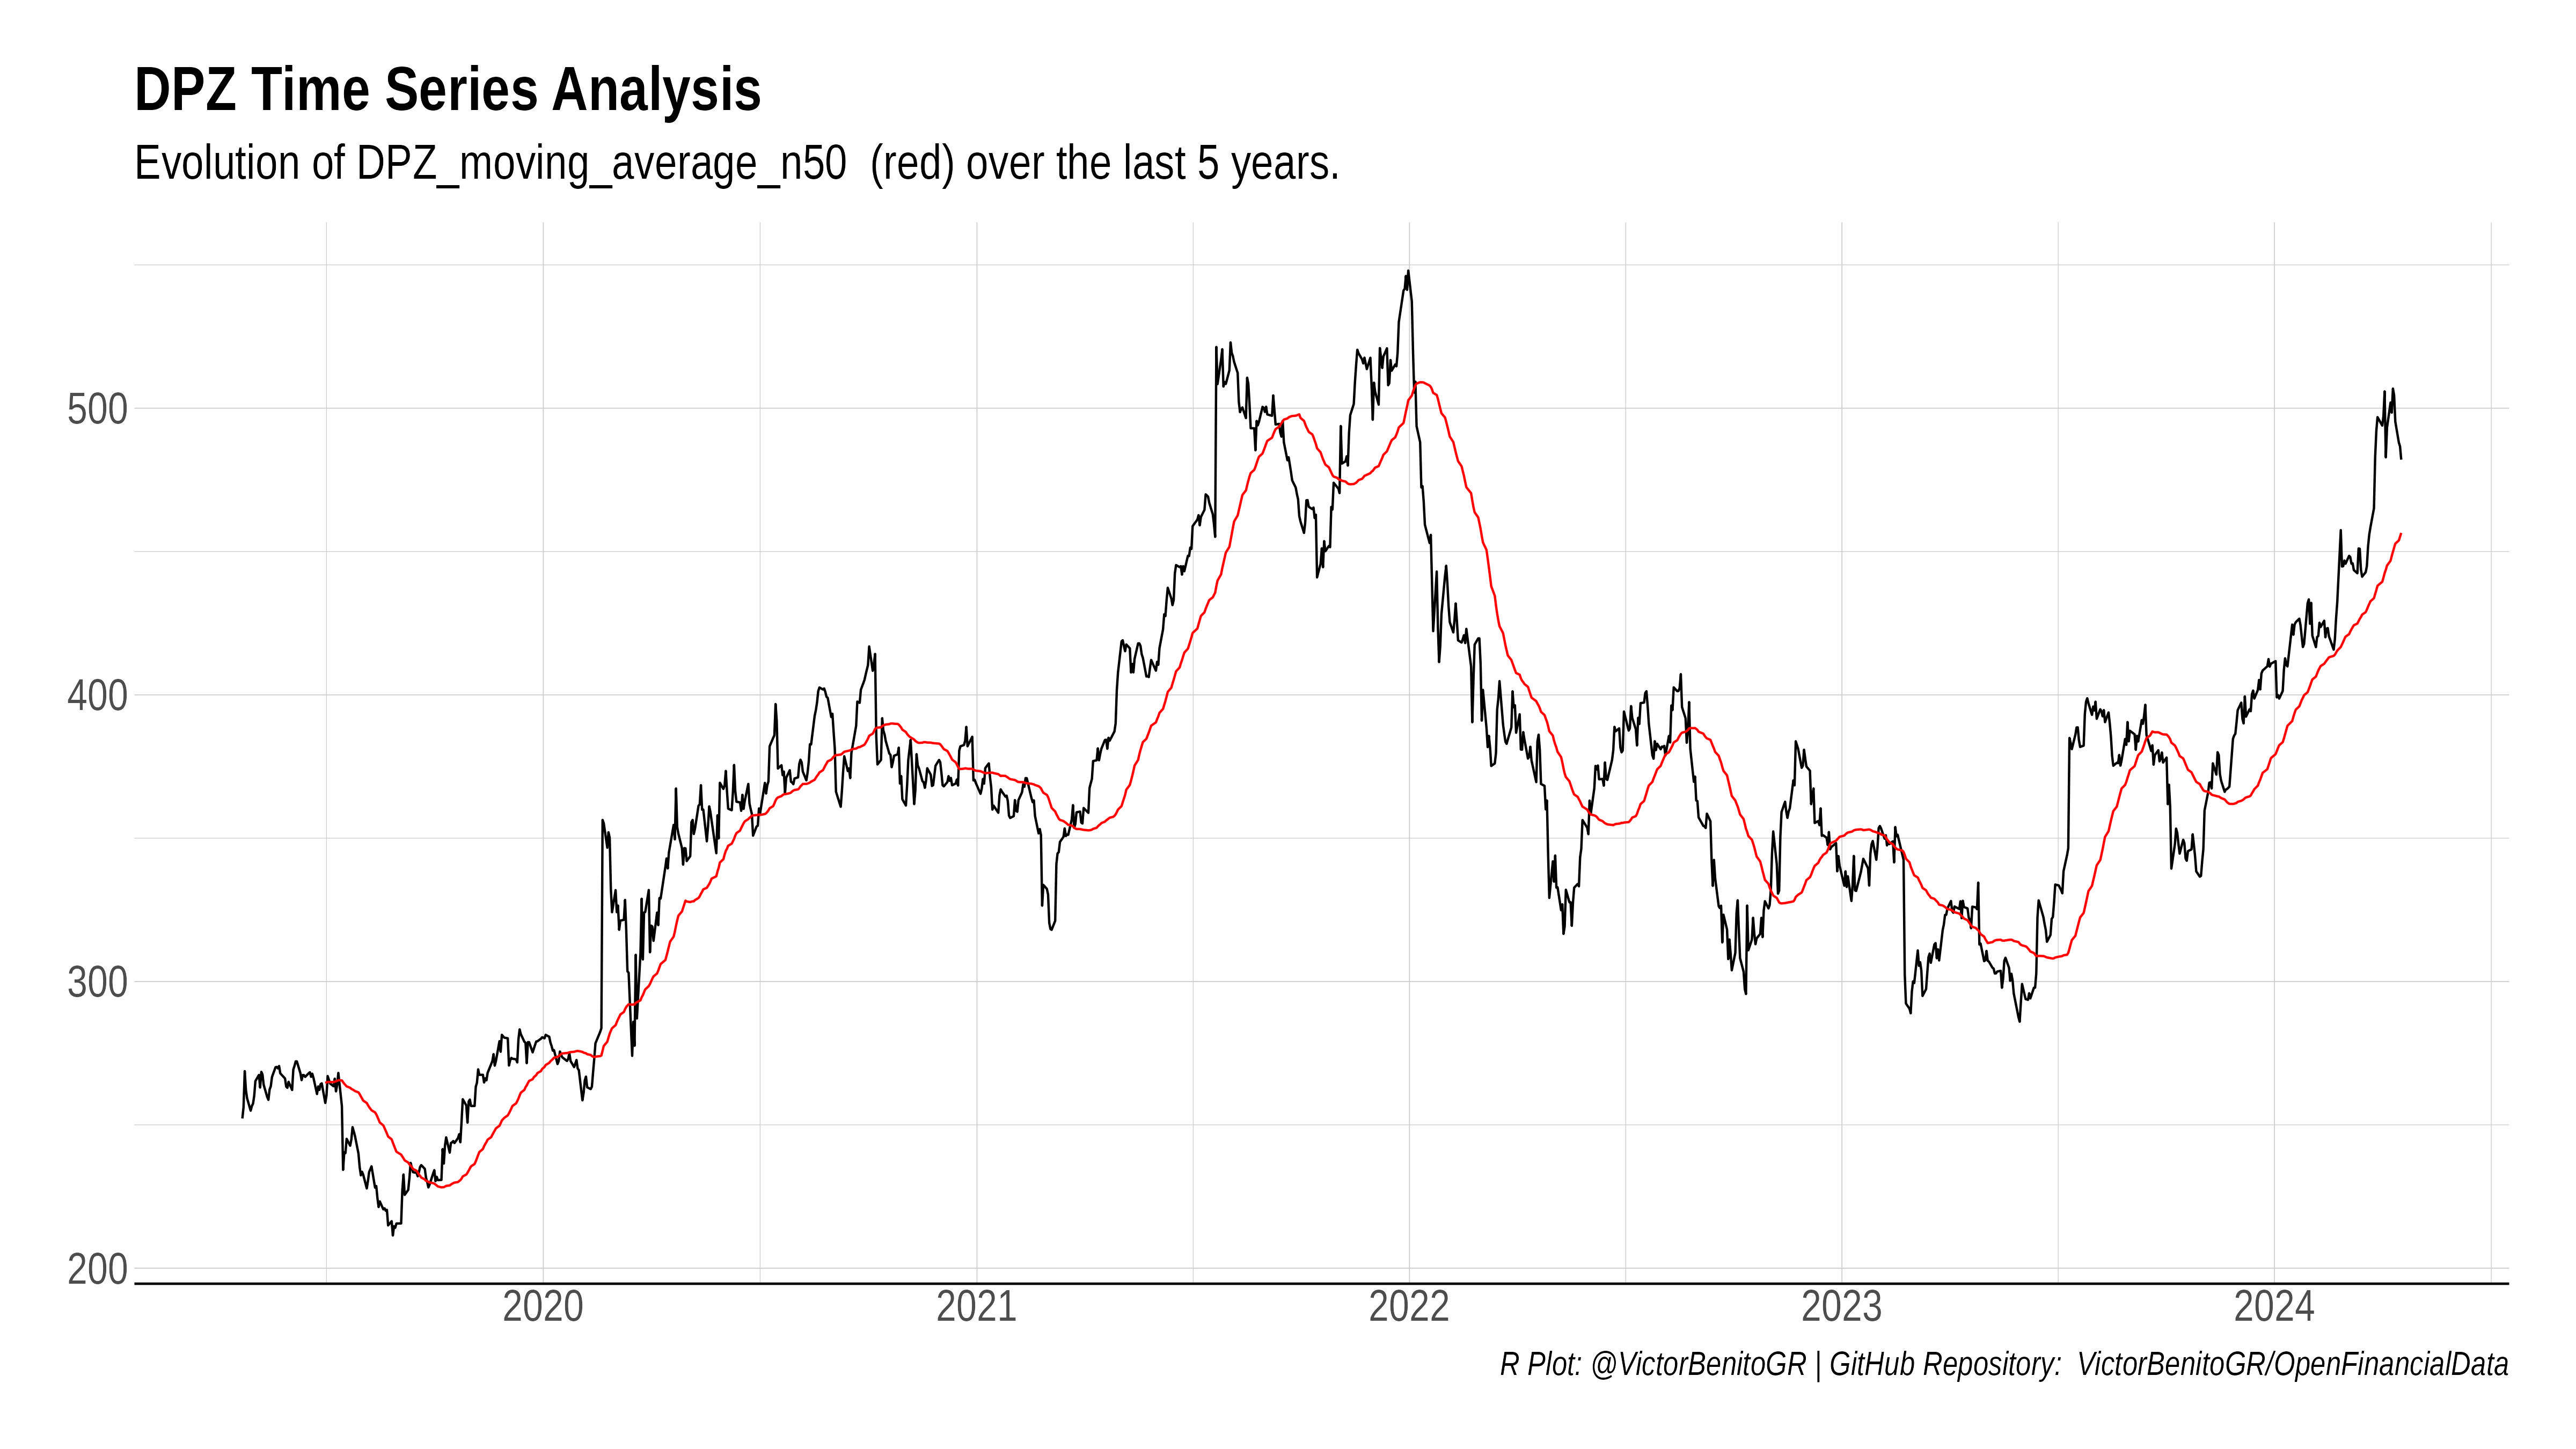 DPZ Time Series Analysis
Evolution of DPZ_moving_average_n50  (red) over the last 5 years.
500
400
300
200
2020 2021 2022 2023 2024
R Plot: @VictorBenitoGR | GitHub Repository:  VictorBenitoGR/OpenFinancialData